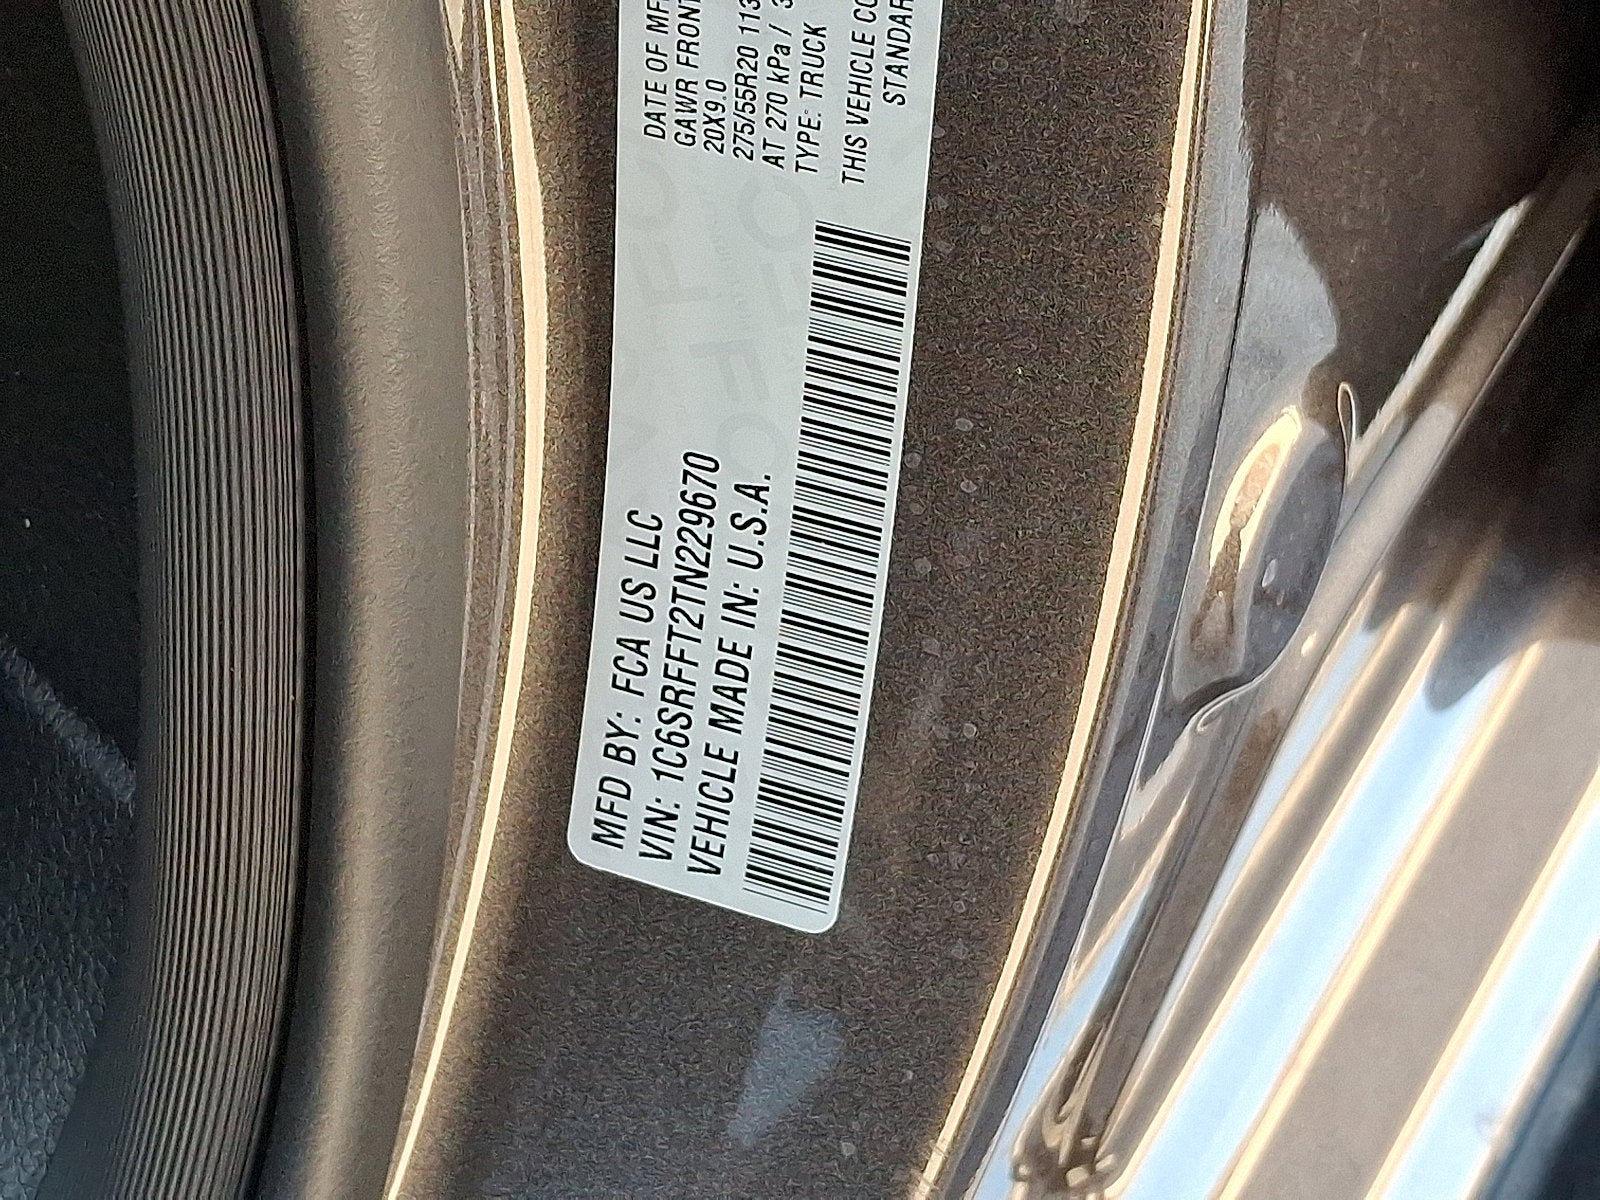 MFD BY: FCA US LLC
VIN: 1C6SRFFT2TN229670
VEHICLE MADE IN: U.S.A.
DATE OF MF
GAWR FRONT
20X9.0
275/55R20 113
AT 270 kPa / 3
TYPE: TRUCK
THIS VEHICLE CO
STANDAR